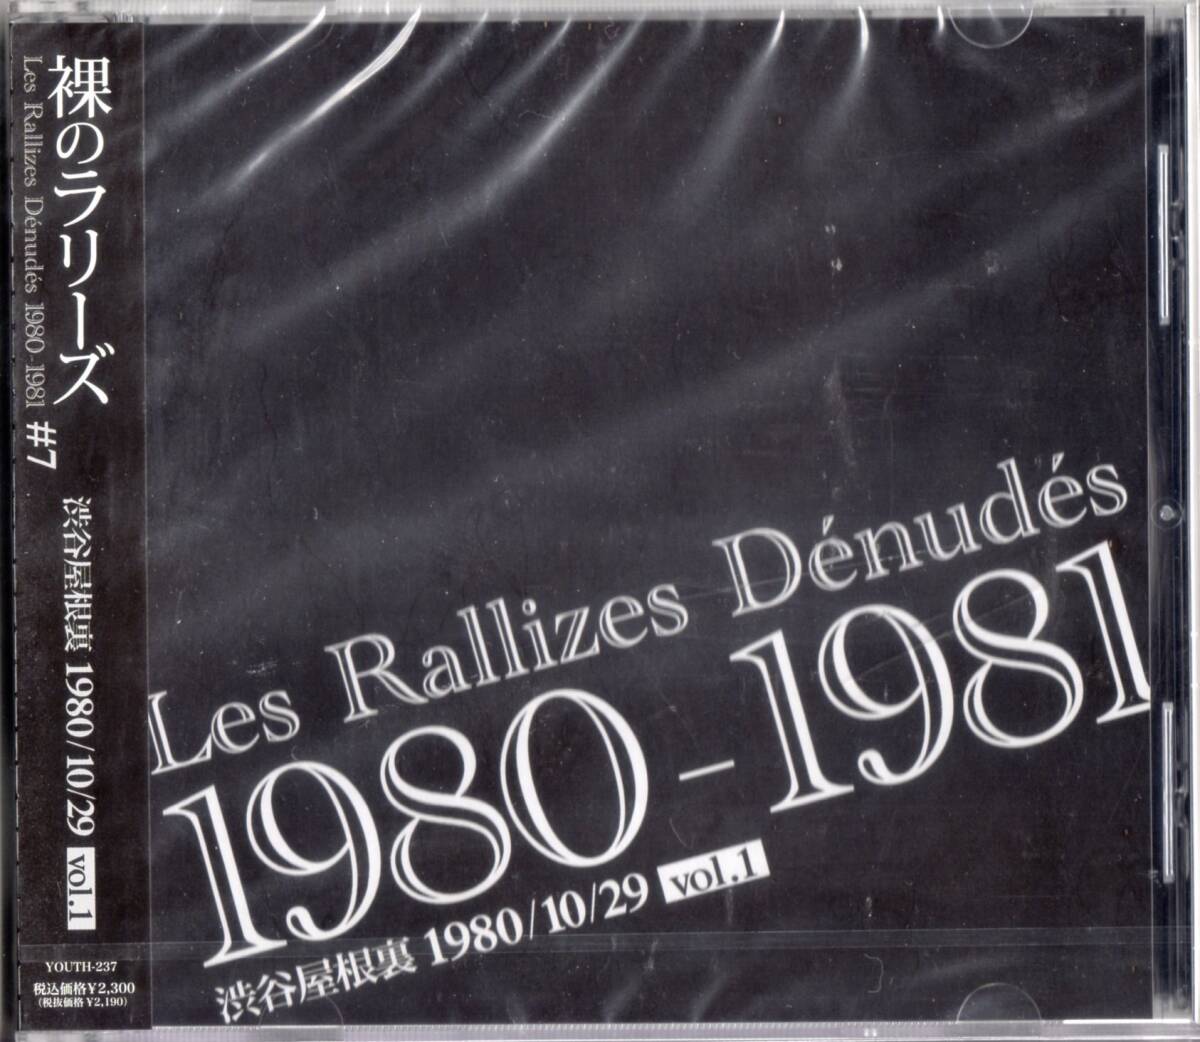 裸のラリーズ
Les Rallizes Dénudés 1980-1981 #7
渋谷屋根裏 1980/10/29 vol.1
YOUTH-237
税込価格¥2,300
(税抜価格¥2,190)
Les Rallizes Dénudés
1980-1981
渋谷屋根裏 1980/10/29 vol.1